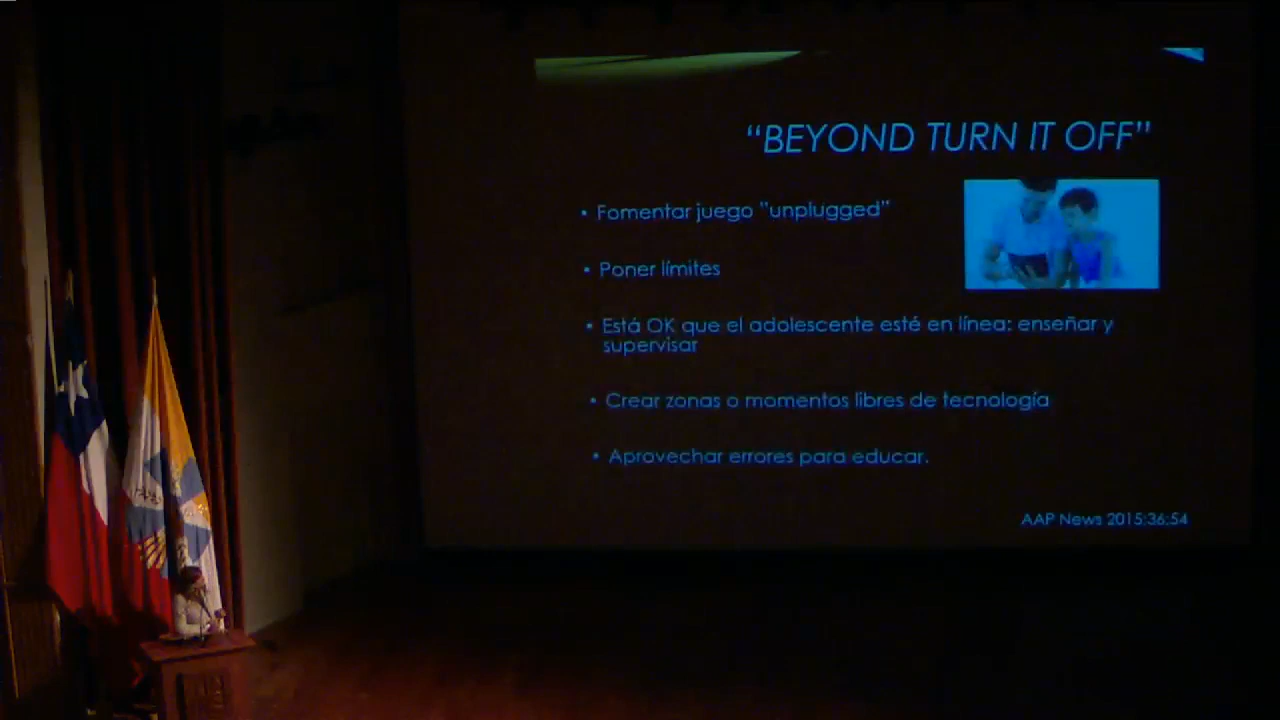 “BEYOND TURN IT OFF”
• Fomentar juego ”unplugged”
• Poner límites
• Está OK que el adolescente esté en línea: enseñar y
supervisar
• Crear zonas o momentos libres de tecnología
• Aprovechar errores para educar.
AAP News 2015;36;54